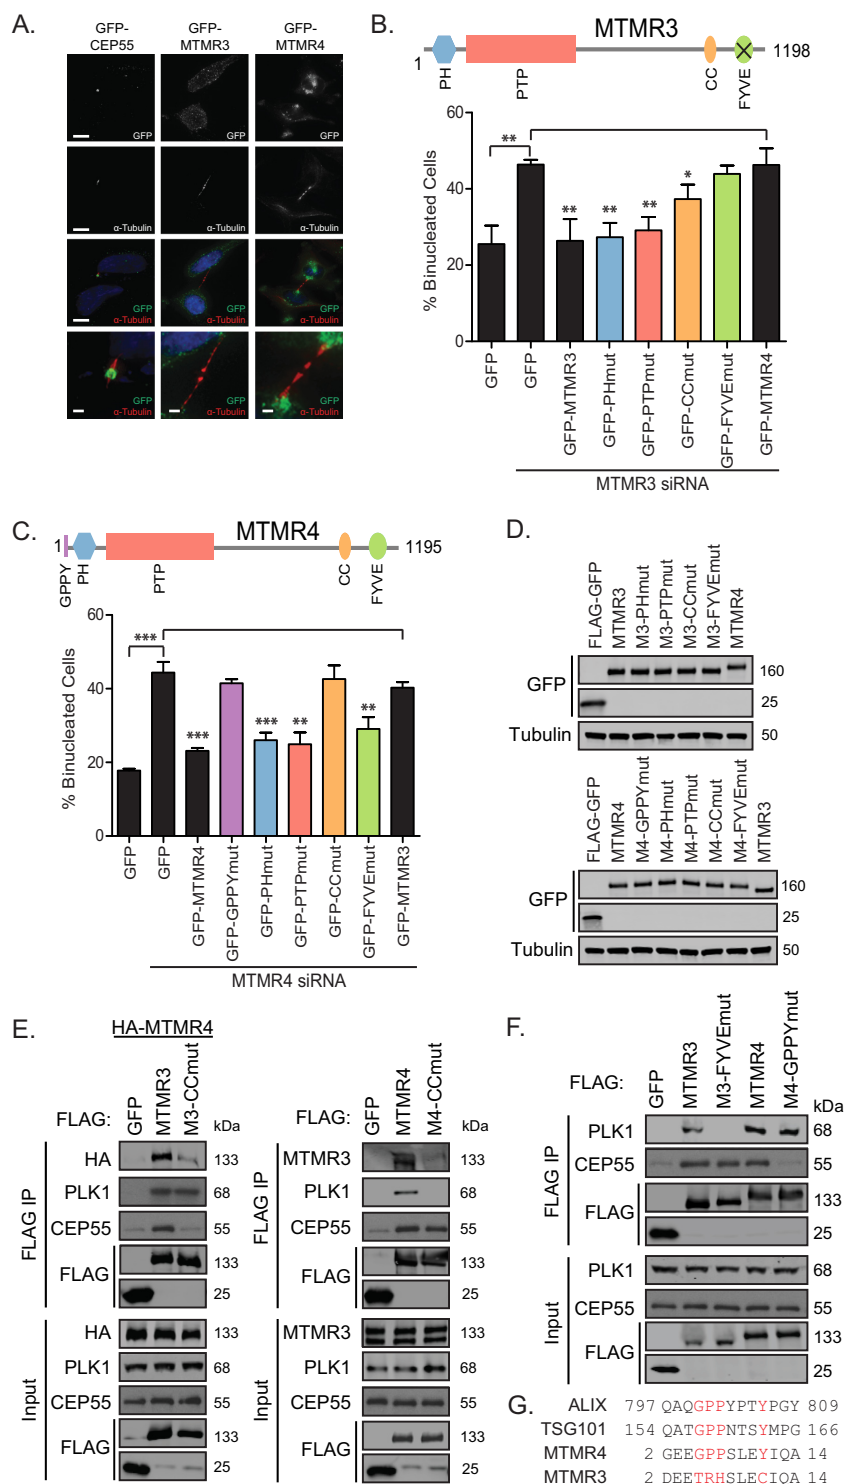 A.
GFP-CEP55
GFP-MTMR3
GFP-MTMR4
GFP
GFP
GFP
α-Tubulin
α-Tubulin
α-Tubulin
GFP
α-Tubulin
GFP
α-Tubulin
GFP
α-Tubulin
GFP
α-Tubulin
GFP
α-Tubulin
GFP
α-Tubulin
B.
MTMR3
1
1198
PH
PTP
CC
FYVE
% Binucleated Cells
60
40
20
0
**
**
**
**
*
GFP
GFP
GFP-MTMR3
GFP-PHmut
GFP-PTPmut
GFP-CCmut
GFP-FYVEmut
GFP-MTMR4
MTMR3 siRNA
C.
MTMR4
1
1195
GPPY
PH
PTP
CC
FYVE
% Binucleated Cells
60
40
20
0
***
***
***
**
**
GFP
GFP
GFP-MTMR4
GFP-GPPYmut
GFP-PHmut
GFP-PTPmut
GFP-CCmut
GFP-FYVEmut
GFP-MTMR3
MTMR4 siRNA
D.
FLAG-GFP
MTMR3
M3-PHmut
M3-PTPmut
M3-CCmut
M3-FYVEmut
MTMR4
GFP
160
25
Tubulin
50
FLAG-GFP
MTMR4
M4-GPPYmut
M4-PHmut
M4-PTPmut
M4-CCmut
M4-FYVEmut
MTMR3
GFP
160
25
Tubulin
50
E.
HA-MTMR4
FLAG:
GFP
MTMR3
M3-CCmut
kDa
FLAG IP
HA
133
PLK1
68
CEP55
55
FLAG
133
25
Input
HA
133
PLK1
68
CEP55
55
FLAG
133
25
FLAG:
GFP
MTMR4
M4-CCmut
kDa
FLAG IP
MTMR3
133
PLK1
68
CEP55
55
FLAG
133
25
Input
MTMR3
133
PLK1
68
CEP55
55
FLAG
133
25
F.
FLAG:
GFP
MTMR3
M3-FYVEmut
MTMR4
M4-GPPYmut
kDa
FLAG IP
PLK1
68
CEP55
55
FLAG
133
25
Input
PLK1
68
CEP55
55
FLAG
133
25
G.
ALIX 797 QAQGPPYPTYPGY 809
TSG101 154 QATGPPNTSYMPG 166
MTMR4 2 GEEGPPSLEYIQA 14
MTMR3 2 DEETRHSLECIQA 14